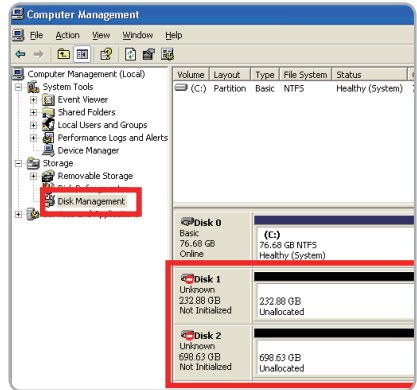 Computer Management
File Action View Window Help
Computer Management (Local)
System Tools
Event Viewer
Shared Folders
Local Users and Groups
Performance Logs and Alerts
Device Manager
Storage
Removable Storage
Disk Management
Volume Layout Type File System Status
(C:) Partition Basic NTFS Healthy (System)
Disk 0
Basic
76.68 GB
Online
(C:)
76.68 GB NTFS
Healthy (System)
Disk 1
Unknown
232.88 GB
Not Initialized
232.88 GB
Unallocated
Disk 2
Unknown
698.63 GB
Not Initialized
698.63 GB
Unallocated